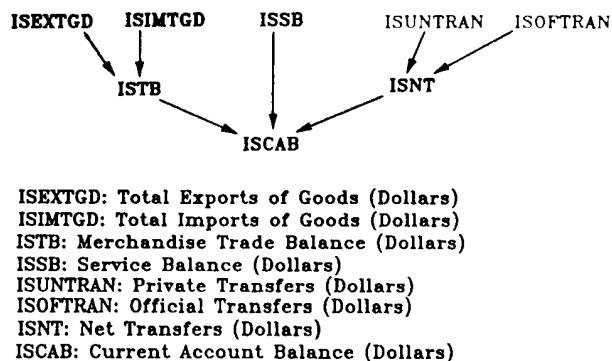 ISEXTGD ISIMTGD ISSB ISUNTRAN ISOFTRAN
ISTB ISNT
ISCAB
ISEXTGD: Total Exports of Goods (Dollars)
ISIMTGD: Total Imports of Goods (Dollars)
ISTB: Merchandise Trade Balance (Dollars)
ISSB: Service Balance (Dollars)
ISUNTRAN: Private Transfers (Dollars)
ISOFTRAN: Official Transfers (Dollars)
ISNT: Net Transfers (Dollars)
ISCAB: Current Account Balance (Dollars)